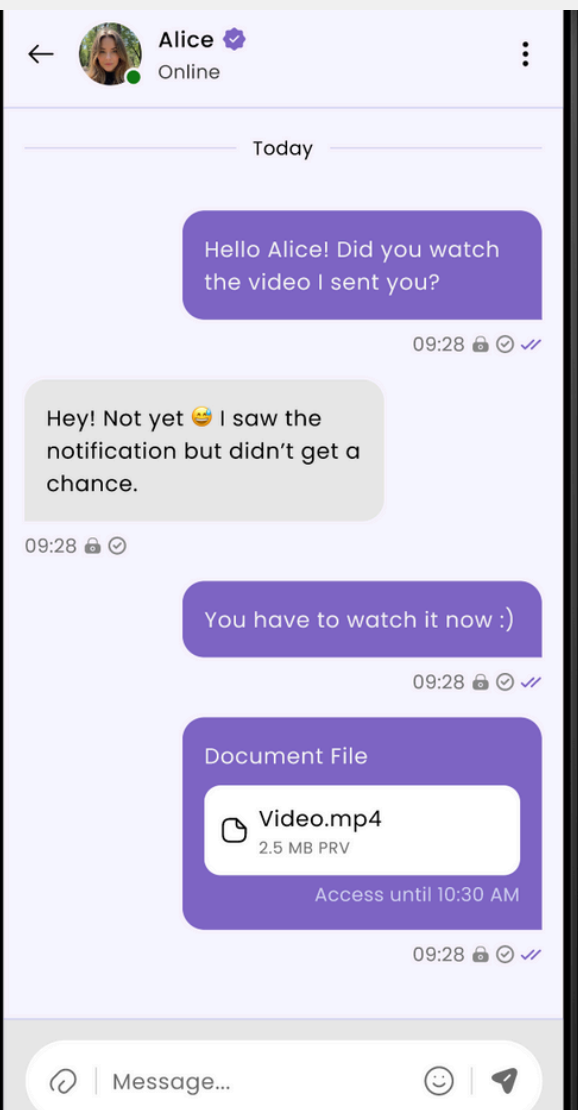 Alice
Online
Today
Hello Alice! Did you watch
the video I sent you?
09:28
Hey! Not yet 😅 I saw the
notification but didn’t get a
chance.
09:28
You have to watch it now :)
09:28
Document File
Video.mp4
2.5 MB PRV
Access until 10:30 AM
09:28
Message...